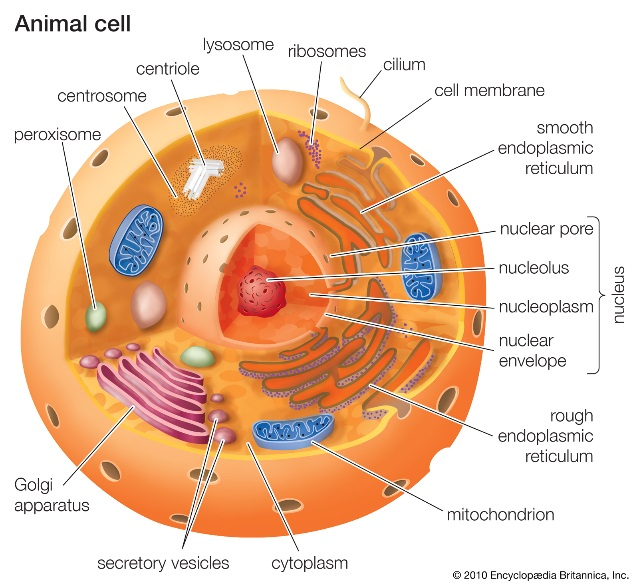 Animal cell
lysosome
ribosomes
cilium
centriole
cell membrane
centrosome
peroxisome
smooth
endoplasmic
reticulum
nuclear pore
nucleolus
nucleoplasm
nuclear
envelope
nucleus
rough
endoplasmic
reticulum
Golgi
apparatus
mitochondrion
secretory vesicles
cytoplasm
© 2010 Encyclopædia Britannica, Inc.